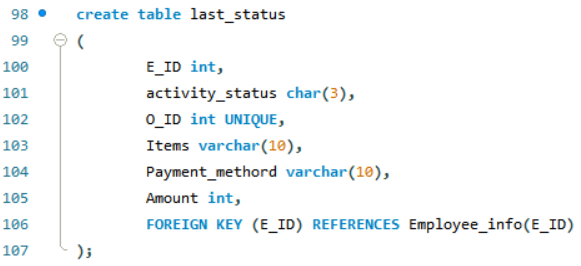 98 create table last_status
99 (
100 E_ID int,
101 activity_status char(3),
102 O_ID int UNIQUE,
103 Items varchar(10),
104 Payment_methord varchar(10),
105 Amount int,
106 FOREIGN KEY (E_ID) REFERENCES Employee_info(E_ID)
107 );